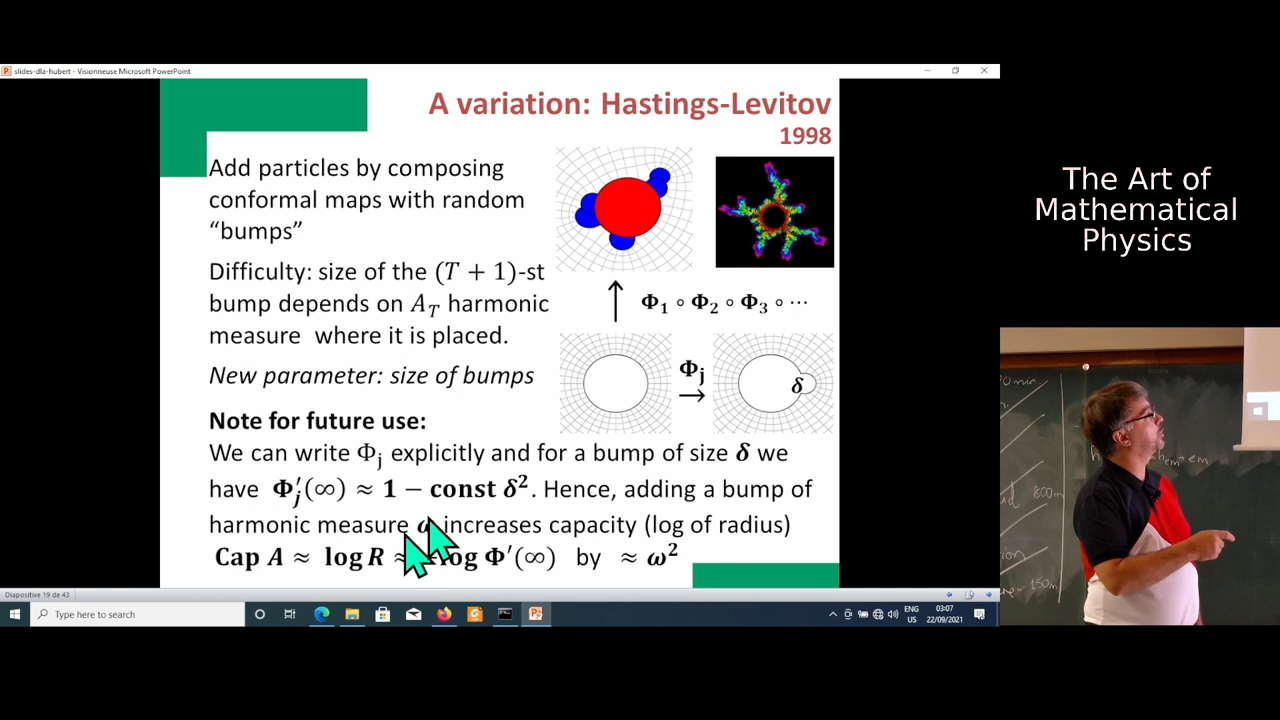 slides-dla-hubert - Visionneuse Microsoft PowerPoint
A variation: Hastings-Levitov
1998
Add particles by composing
conformal maps with random
“bumps”
Difficulty: size of the (T + 1)-st
bump depends on A_T harmonic
measure where it is placed.
New parameter: size of bumps
Φ₁ ∘ Φ₂ ∘ Φ₃ ∘ ⋯
Φ_j
→
δ
Note for future use:
We can write Φ_j explicitly and for a bump of size δ we
have Φ′_j(∞) ≈ 1 − const δ². Hence, adding a bump of
harmonic measure increases capacity (log of radius)
Cap A ≈ log R ≈ log Φ′(∞) by ≈ ω²
Diapositive 19 de 43
Type here to search
ENG
US
03:07
22/09/2021
The Art of
Mathematical
Physics
800m
150m